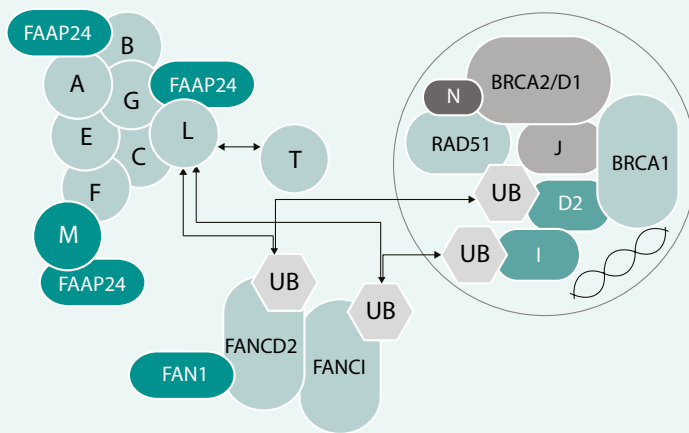 FAAP24
B
A
G
FAAP24
E
L
C
T
F
M
FAAP24
BRCA2/D1
N
RAD51
J
BRCA1
UB
D2
UB
I
UB
UB
FANCD2
FANCI
FAN1